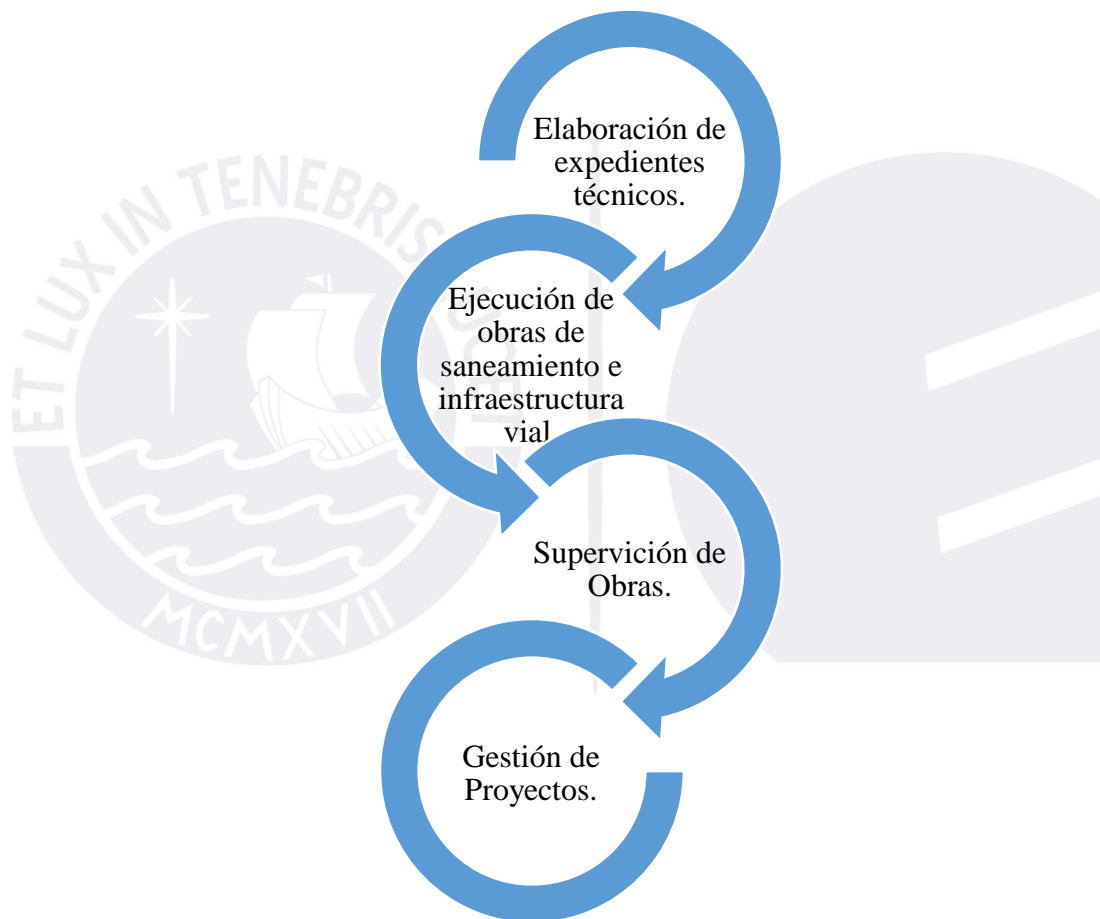 Elaboración de
expedientes
técnicos.
Ejecución de
obras de
saneamiento e
infraestructura
vial
Supervición de
Obras.
Gestión de
Proyectos.
ET LUX IN TENEBRIS
MCMXVII